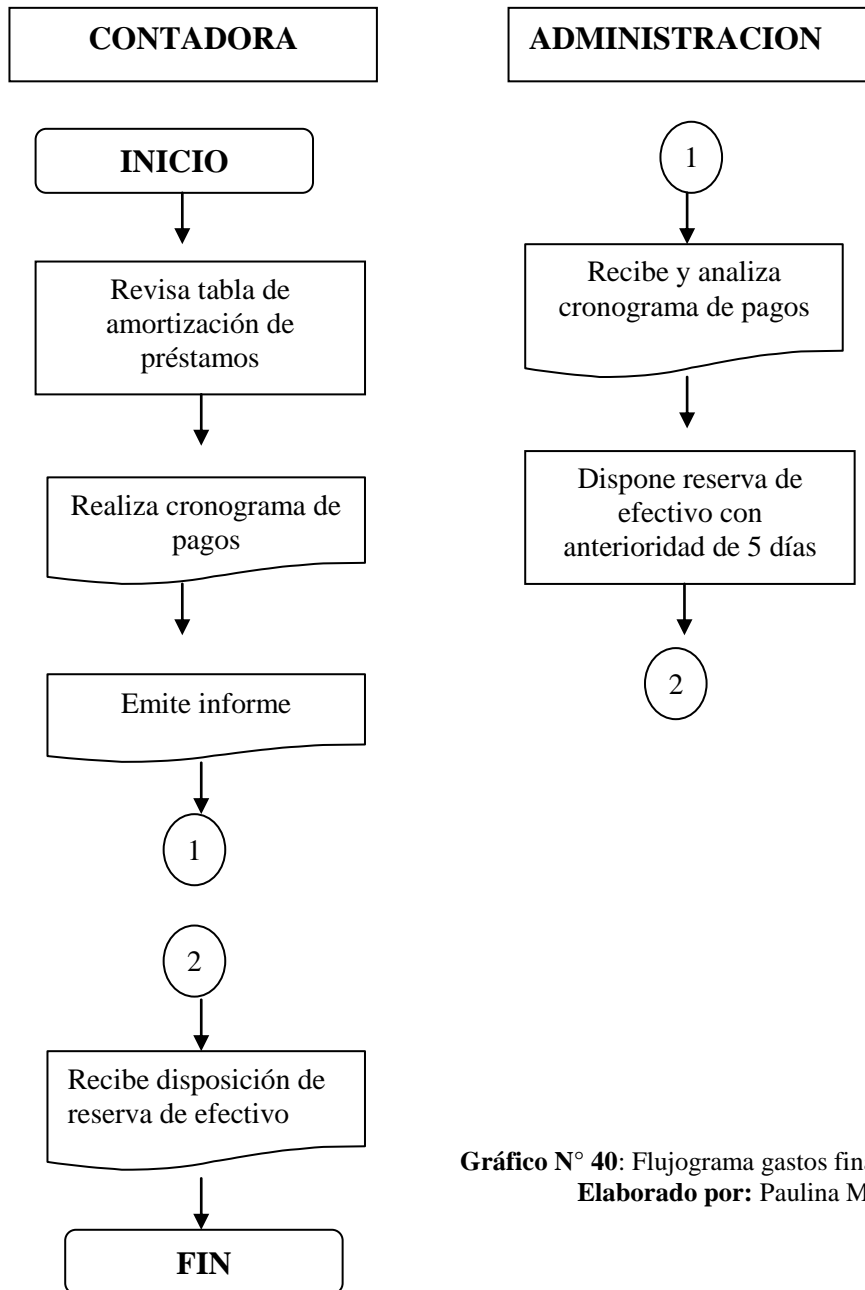 CONTADORA
INICIO
Revisa tabla de
amortización de
préstamos
Realiza cronograma de
pagos
Emite informe
1
2
Recibe disposición de
reserva de efectivo
FIN
ADMINISTRACION
1
Recibe y analiza
cronograma de pagos
Dispone reserva de
efectivo con
anterioridad de 5 días
2
Gráfico N° 40: Flujograma gastos fin
Elaborado por: Paulina M